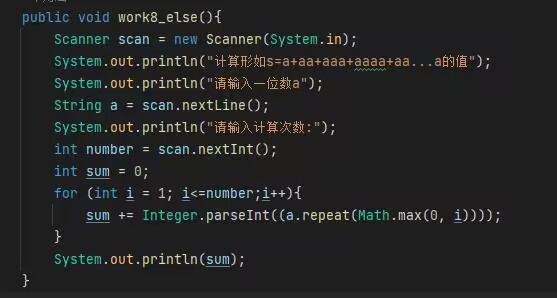 public void work8_else(){
Scanner scan = new Scanner(System.in);
System.out.println("计算形如s=a+aa+aaa+aaaa+aa...a的值");
System.out.println("请输入一位数a");
String a = scan.nextLine();
System.out.println("请输入计算次数:");
int number = scan.nextInt();
int sum = 0;
for (int i = 1; i<=number;i++){
sum += Integer.parseInt((a.repeat(Math.max(0, i))));
}
System.out.println(sum);
}